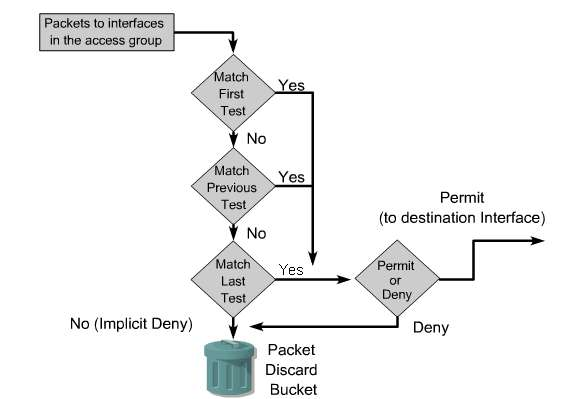 Packets to interfaces
in the access group
Match
First
Test
Yes
No
Match
Previous
Test
Yes
No
Match
Last
Test
Yes
Permit
or
Deny
Permit
(to destination Interface)
No (Implicit Deny)
Deny
Packet
Discard
Bucket